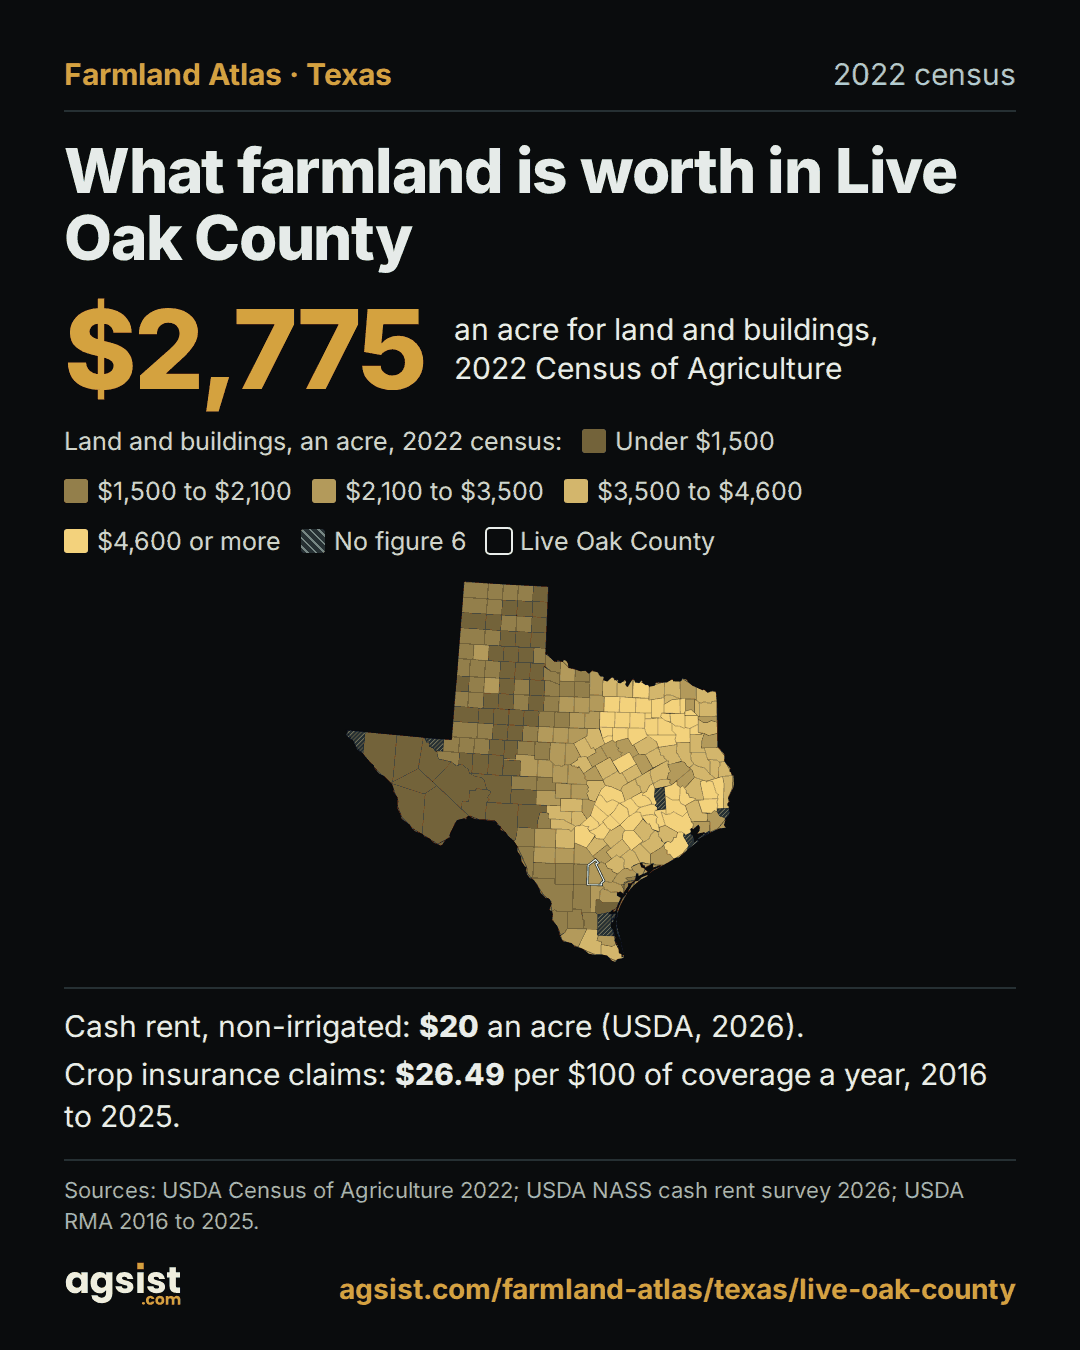 Farmland Atlas · Texas
2022 census
What farmland is worth in Live
Oak County
$2,775
an acre for land and buildings,
2022 Census of Agriculture
Land and buildings, an acre, 2022 census:
Under $1,500
$1,500 to $2,100
$2,100 to $3,500
$3,500 to $4,600
$4,600 or more
No figure 6
Live Oak County
Cash rent, non-irrigated: $20 an acre (USDA, 2026).
Crop insurance claims: $26.49 per $100 of coverage a year, 2016
to 2025.
Sources: USDA Census of Agriculture 2022; USDA NASS cash rent survey 2026; USDA
RMA 2016 to 2025.
agsist
.com
agsist.com/farmland-atlas/texas/live-oak-county